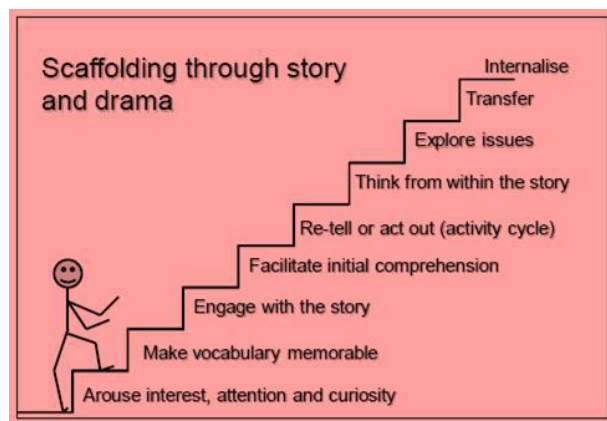 Scaffolding through story
and drama
Internalise
Transfer
Explore issues
Think from within the story
Re-tell or act out (activity cycle)
Facilitate initial comprehension
Engage with the story
Make vocabulary memorable
Arouse interest, attention and curiosity